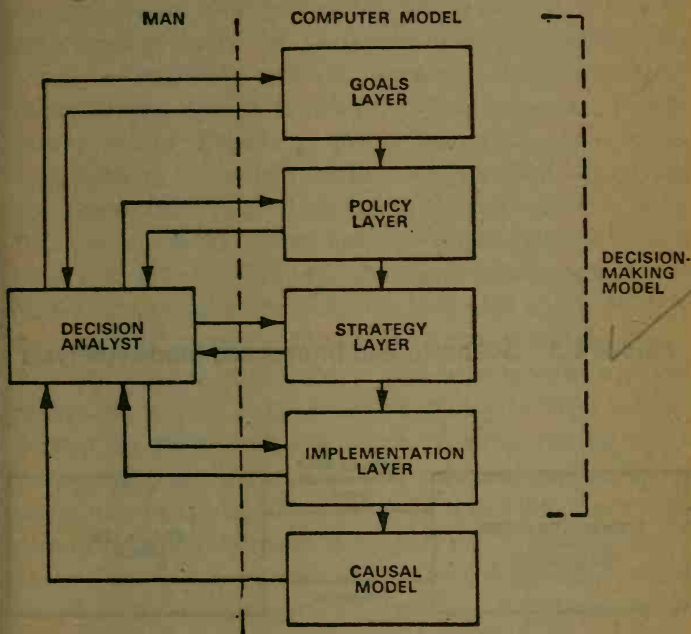 MAN
COMPUTER MODEL
GOALS
LAYER
POLICY
LAYER
DECISION
ANALYST
STRATEGY
LAYER
IMPLEMENTATION
LAYER
CAUSAL
MODEL
DECISION-
MAKING
MODEL